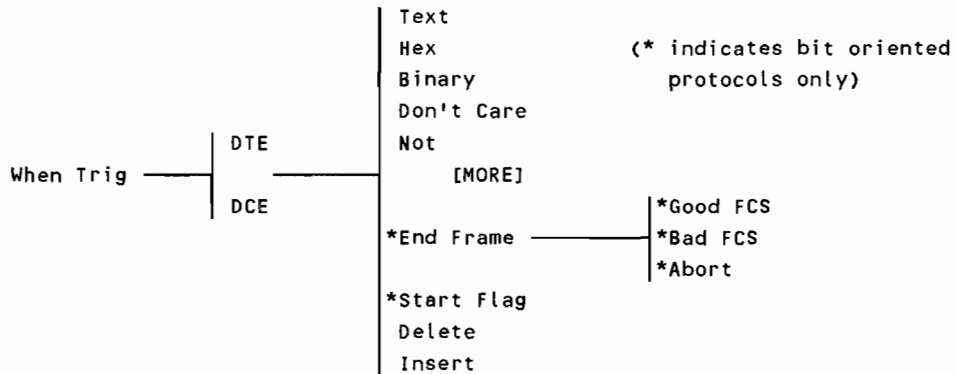 Text
Hex (* indicates bit oriented
Binary protocols only)
Don't Care
DTE Not
When Trig [MORE]
DCE *Good FCS
*End Frame *Bad FCS
*Abort
*Start Flag
Delete
Insert